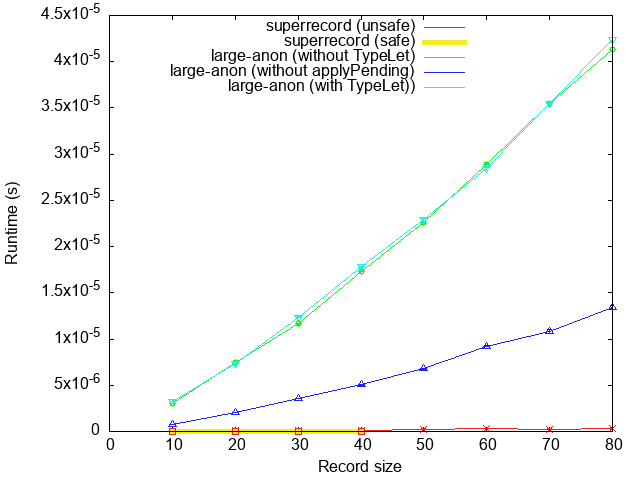 4.5x10-5
4x10-5
3.5x10-5
3x10-5
2.5x10-5
2x10-5
1.5x10-5
1x10-5
5x10-6
0
Runtime (s)
superrecord (unsafe)
superrecord (safe)
large-anon (without TypeLet)
large-anon (without applyPending)
large-anon (with TypeLet))
0 10 20 30 40 50 60 70 80
Record size